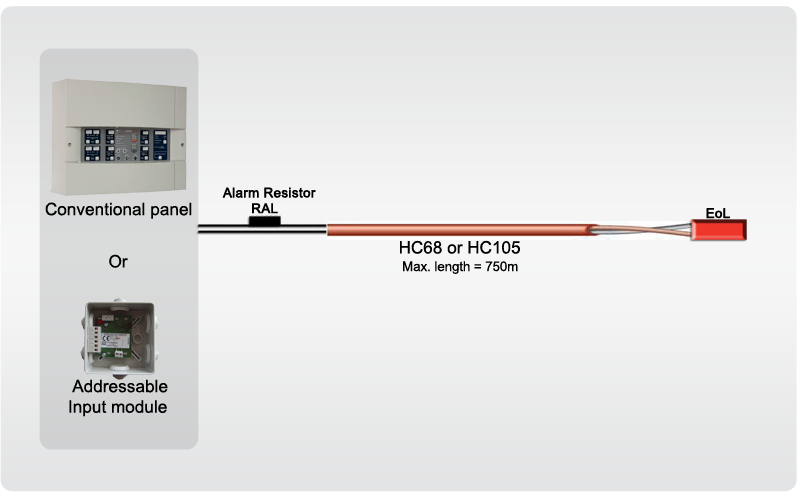 Conventional panel
Or
Addressable
Input module
Alarm Resistor
RAL
HC68 or HC105
Max. length = 750m
EoL